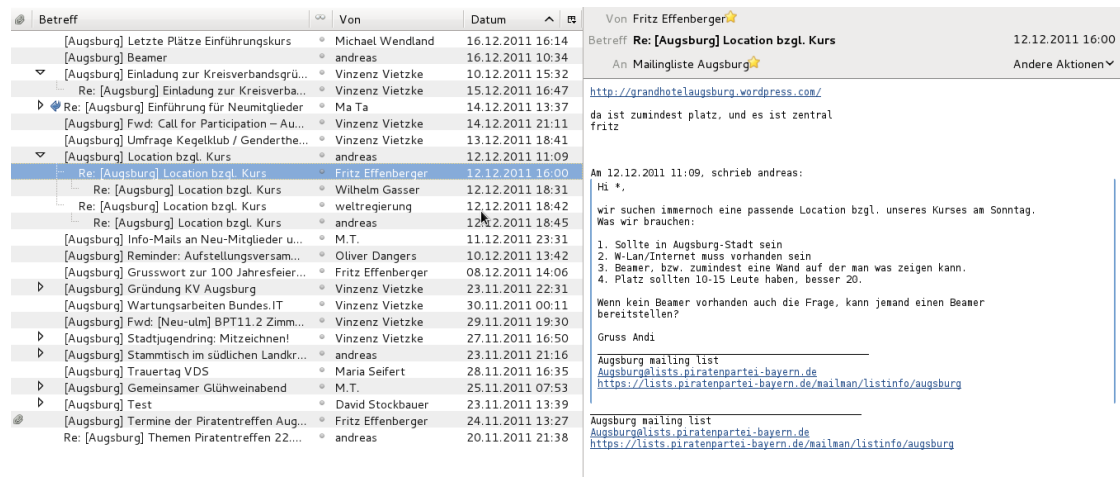 Betreff Von Datum
[Augsburg] Letzte Plätze Einführungskurs Michael Wendland 16.12.2011 16:14
[Augsburg] Beamer andreas 16.12.2011 10:34
[Augsburg] Einladung zur Kreisverbandsgrü... Vinzenz Vietzke 10.12.2011 15:32
Re: [Augsburg] Einladung zur Kreisverba... Vinzenz Vietzke 15.12.2011 16:47
Re: [Augsburg] Einführung für Neumitglieder Ma Ta 14.12.2011 13:37
[Augsburg] Fwd: Call for Participation – Au... Vinzenz Vietzke 14.12.2011 21:11
[Augsburg] Umfrage Kegelklub / Genderthe... Vinzenz Vietzke 13.12.2011 18:41
[Augsburg] Location bzgl. Kurs andreas 12.12.2011 11:09
Re: [Augsburg] Location bzgl. Kurs Fritz Effenberger 12.12.2011 16:00
Re: [Augsburg] Location bzgl. Kurs Wilhelm Gasser 12.12.2011 18:31
Re: [Augsburg] Location bzgl. Kurs weltregierung 12.12.2011 18:42
Re: [Augsburg] Location bzgl. Kurs andreas 12.12.2011 18:45
[Augsburg] Info-Mails an Neu-Mitglieder u... M.T. 11.12.2011 23:31
[Augsburg] Reminder: Aufstellungsversam... Oliver Dangers 10.12.2011 13:42
[Augsburg] Grusswort zur 100 Jahresfeier... Fritz Effenberger 08.12.2011 14:06
[Augsburg] Gründung KV Augsburg Vinzenz Vietzke 23.11.2011 22:31
[Augsburg] Wartungsarbeiten Bundes.IT Vinzenz Vietzke 30.11.2011 00:11
[Augsburg] Fwd: [Neu-ulm] BPT11.2 Zimm... Vinzenz Vietzke 29.11.2011 19:30
[Augsburg] Stadtjugendring: Mitzeichnen! Vinzenz Vietzke 27.11.2011 16:50
[Augsburg] Stammtisch im südlichen Landkr... andreas 23.11.2011 21:16
[Augsburg] Trauertag VDS Maria Seifert 28.11.2011 16:35
[Augsburg] Gemeinsamer Glühweinabend M.T. 25.11.2011 07:53
[Augsburg] Test David Stockbauer 23.11.2011 13:39
[Augsburg] Termine der Piratentreffen Aug... Fritz Effenberger 24.11.2011 13:27
Re: [Augsburg] Themen Piratentreffen 22.... andreas 20.11.2011 21:38
Von Fritz Effenberger
Betreff Re: [Augsburg] Location bzgl. Kurs 12.12.2011 16:00
An Mailingliste Augsburg Andere Aktionen
http://grandhotelaugsburg.wordpress.com/
da ist zumindest platz, und es ist zentral
fritz
Am 12.12.2011 11:09, schrieb andreas:
Hi *,
wir suchen immernoch eine passende Location bzgl. unseres Kurses am Sonntag.
Was wir brauchen:
1. Sollte in Augsburg-Stadt sein
2. W-Lan/Internet muss vorhanden sein
3. Beamer, bzw. zumindest eine Wand auf der man was zeigen kann.
4. Platz sollten 10-15 Leute haben, besser 20.
Wenn kein Beamer vorhanden auch die Frage, kann jemand einen Beamer
bereitstellen?
Gruss Andi
Augsburg mailing list
Augsburg@lists.piratenpartei-bayern.de
https://lists.piratenpartei-bayern.de/mailman/listinfo/augsburg
Augsburg mailing list
Augsburg@lists.piratenpartei-bayern.de
https://lists.piratenpartei-bayern.de/mailman/listinfo/augsburg